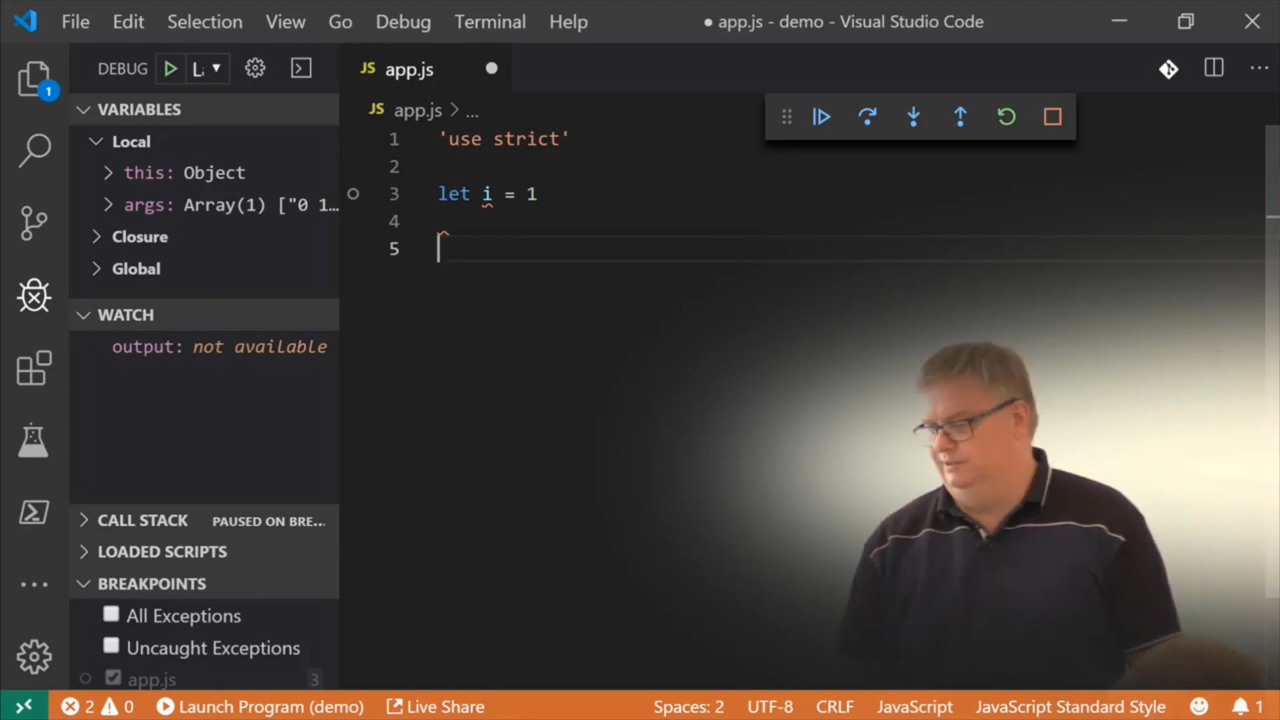 File Edit Selection View Go Debug Terminal Help ● app.js - demo - Visual Studio Code
1
DEBUG
JS app.js
VARIABLES
Local
this: Object
args: Array(1) ["0 1…
Closure
Global
WATCH
output: not available
CALL STACK PAUSED ON BRE…
LOADED SCRIPTS
BREAKPOINTS
All Exceptions
Uncaught Exceptions
app.js 3
JS app.js > ...
1 'use strict'
2
3 let i = 1
4
5
2 0 Launch Program (demo) Live Share Spaces: 2 UTF-8 CRLF JavaScript JavaScript Standard Style 1